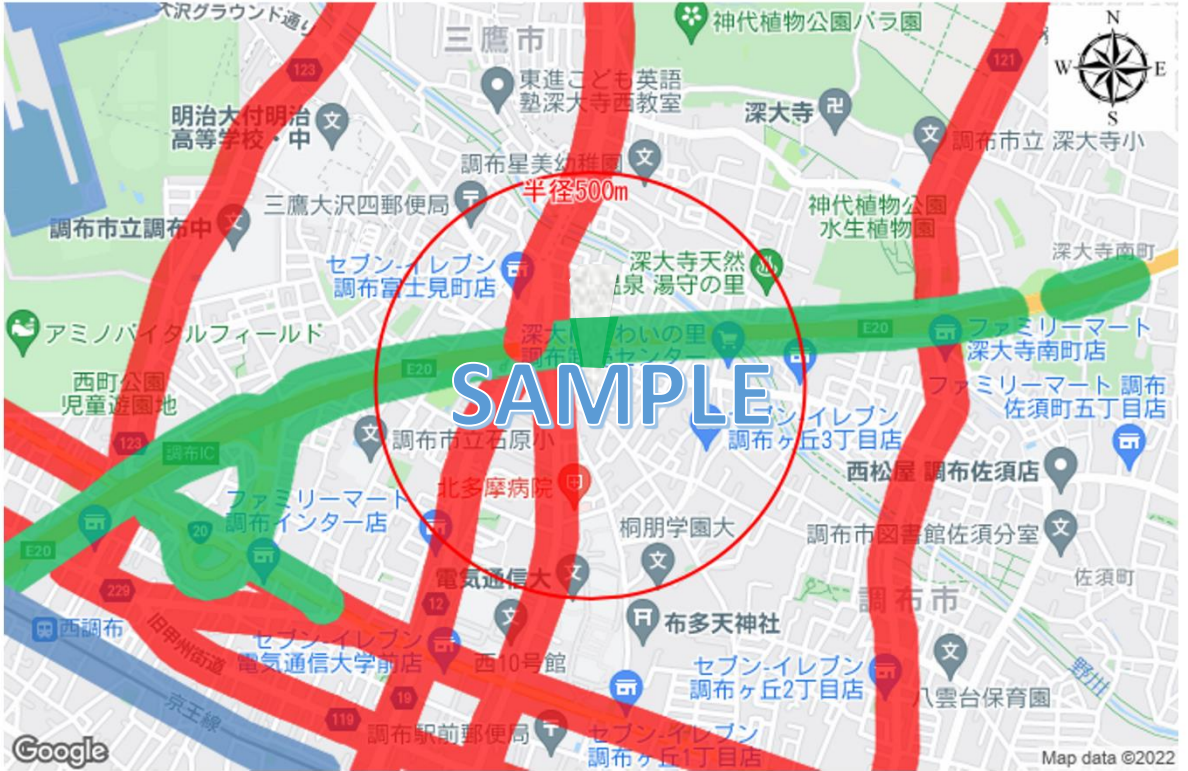 大沢グラウンド通り
三鷹市
神代植物公園バラ園
N
W
E
S
123
121
東進こども英語
塾深大寺西教室
明治大付明治
高等学校・中
深大寺
調布市立 深大寺小
調布星美幼稚園
半径500m
三鷹大沢四郵便局
神代植物公園
水生植物園
調布市立調布中
深大寺南町
セブン-イレブン
調布富士見町店
深大寺天然
温泉 湯守の里
アミノバイタルフィールド
E20
ファミリーマート
深大寺南町店
E20
西町公園
児童遊園地
SAMPLE
ファミリーマート 調布
佐須町五丁目店
調布市立石原小
ン-イレブン
調布ヶ丘3丁目店
123
調布IC
西松屋 調布佐須店
北多摩病院
ファミリーマート
調布インター店
20
桐朋学園大
調布市図書館佐須分室
E20
電気通信大
佐須町
229
12
調布市
西調布
旧甲州街道
布多天神社
セブン-イレブン
電気通信大学前店
西10号館
セブン-イレブン
調布ヶ丘2丁目店
野川
八雲台保育園
京王線
19
119
調布駅前郵便局
セブン-イレブン
調布ヶ丘1丁目店
Google
Map data ©2022